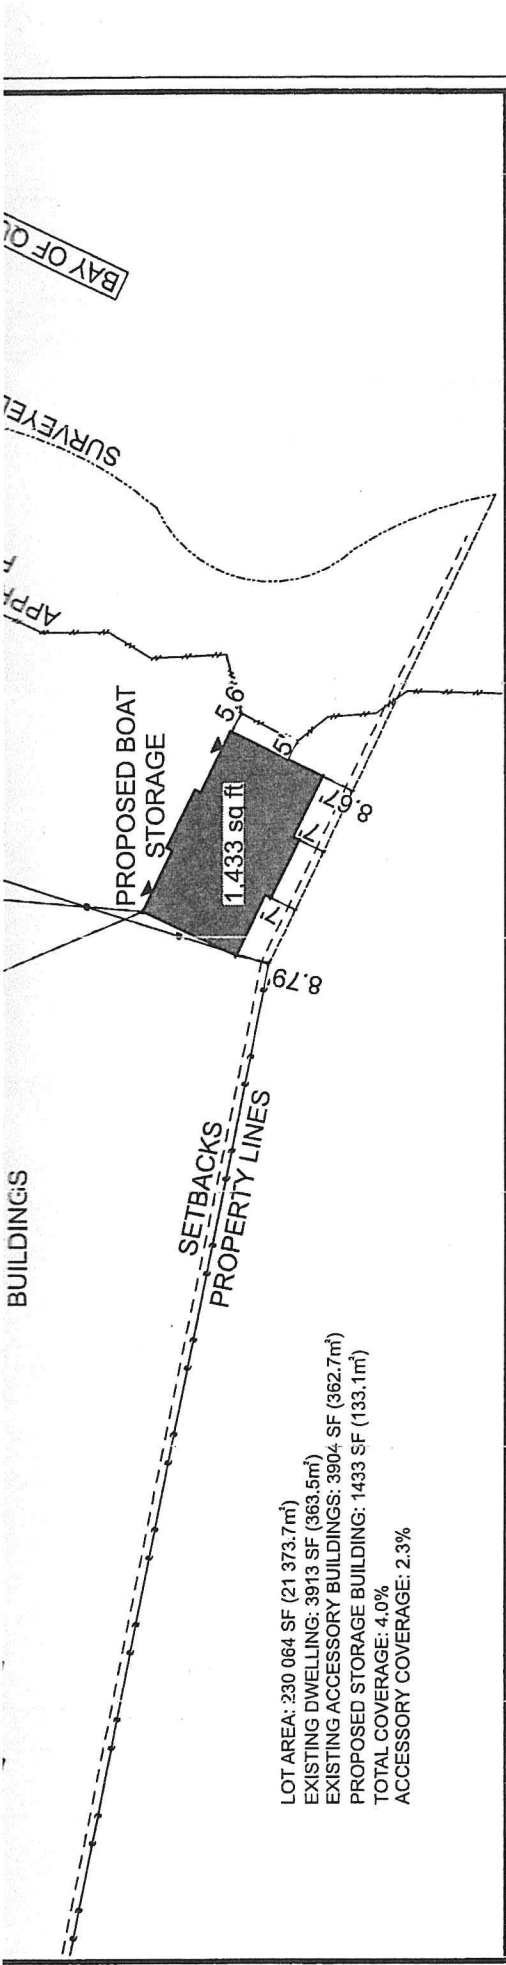 BAY OF
SURVEYE
APP
PROPOSED BOAT
STORAGE
1,433 sq ft
5.6'
5'
8.67'
7'
7'
8.79'
BUILDINGS
SETBACKS
PROPERTY LINES
LOT AREA: 230 064 SF (21 373.7m²)
EXISTING DWELLING: 3913 SF (363.5m²)
EXISTING ACCESSORY BUILDINGS: 3904 SF (362.7m²)
PROPOSED STORAGE BUILDING: 1433 SF (133.1m²)
TOTAL COVERAGE: 4.0%
ACCESSORY COVERAGE: 2.3%